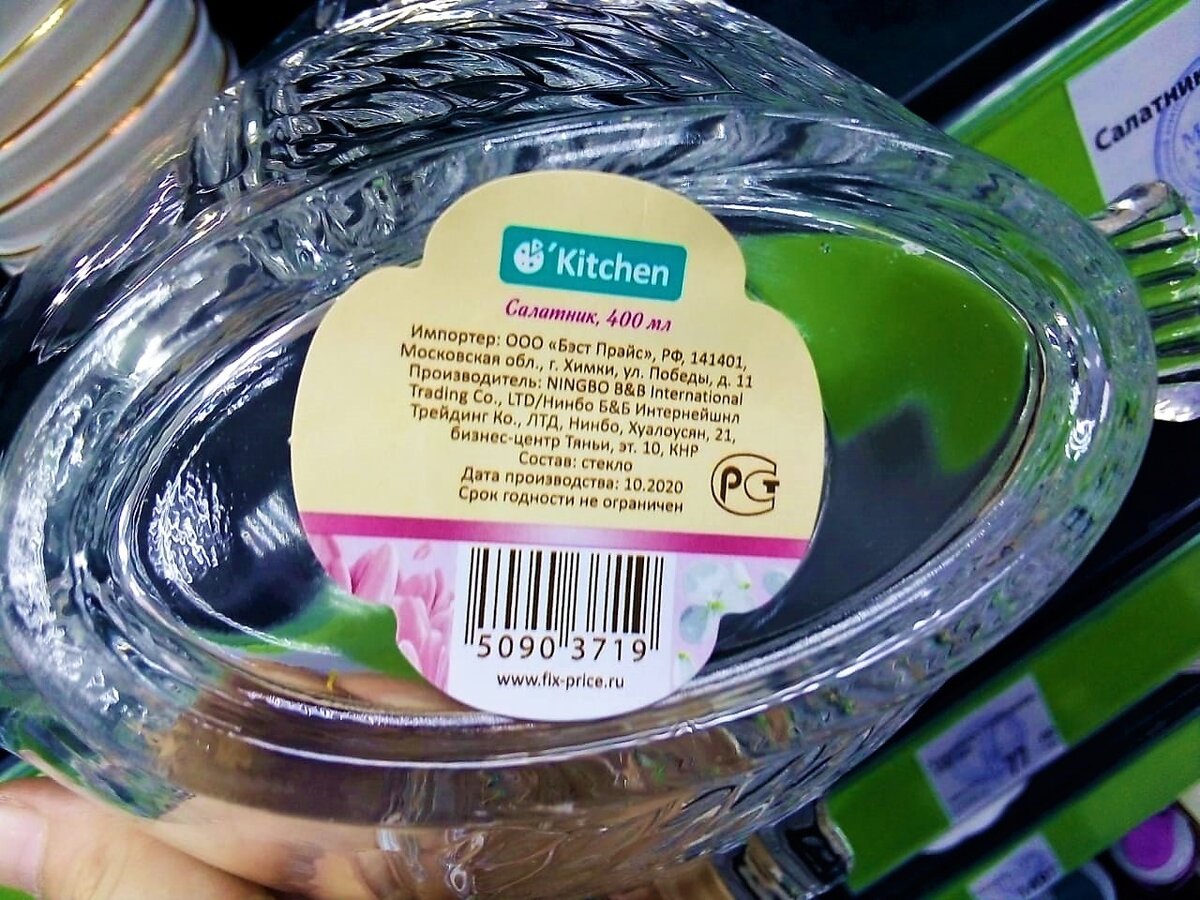 'Kitchen
Салатник, 400 мл
Импортер: ООО «Бэст Прайс», РФ, 141401,
Московская обл., г. Химки, ул. Победы, д. 11
Производитель: NINGBO B&B International
Trading Co., LTD/Нинбо Б&Б Интернейшнл
Трейдинг Ко., ЛТД, Нинбо, Хуалоусян, 21,
бизнес-центр Тяньи, эт. 10, КНР
Состав: стекло
Дата производства: 10.2020
Срок годности не ограничен
РСТ
5090 3719
www.fix-price.ru
Салатник
77